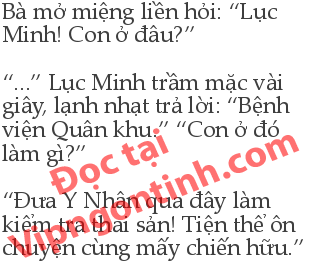 Bà mở miệng liền hỏi: “Lục
Minh! Con ở đâu?”
“...” Lục Minh trầm mặc vài
giây, lạnh nhạt trả lời: “Bệnh
viện Quân khu.” “Con ở đó
làm gì?”
“Đưa Y Nhân qua đây làm
kiểm tra thai sản! Tiện thể ôn
chuyện cùng mấy chiến hữu.”
Đọc tại
Vipngontinh.com